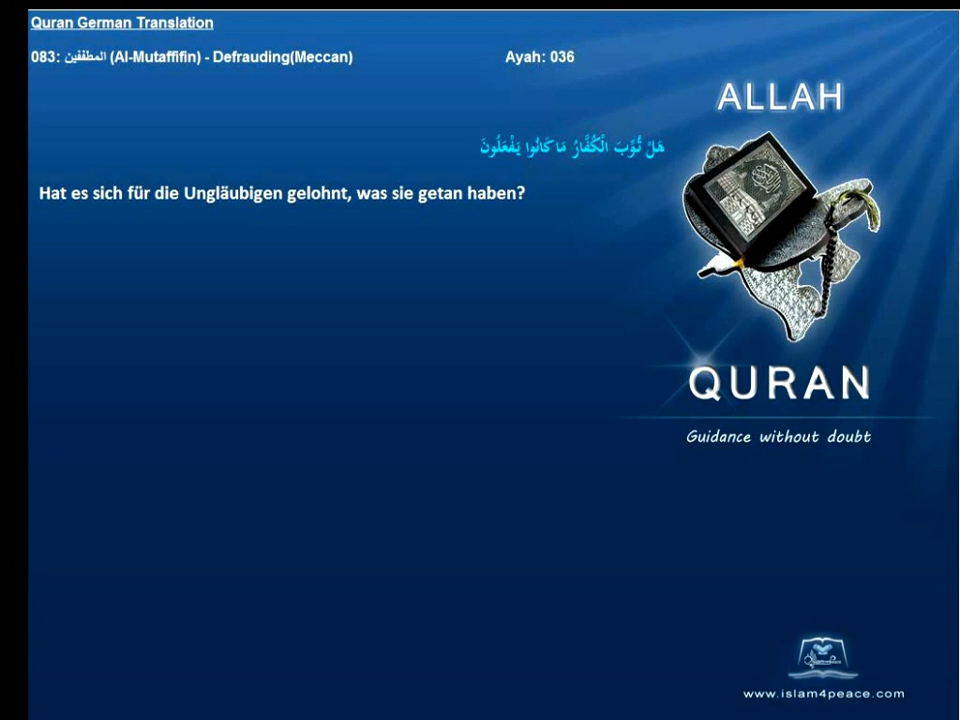 Quran German Translation
083: المطففين (Al-Mutaffifin) - Defrauding(Meccan) Ayah: 036
ALLAH
هَلْ ثُوِّبَ الْكُفَّارُ مَا كَانُوا يَفْعَلُونَ
Hat es sich für die Ungläubigen gelohnt, was sie getan haben?
QURAN
Guidance without doubt
www.islam4peace.com